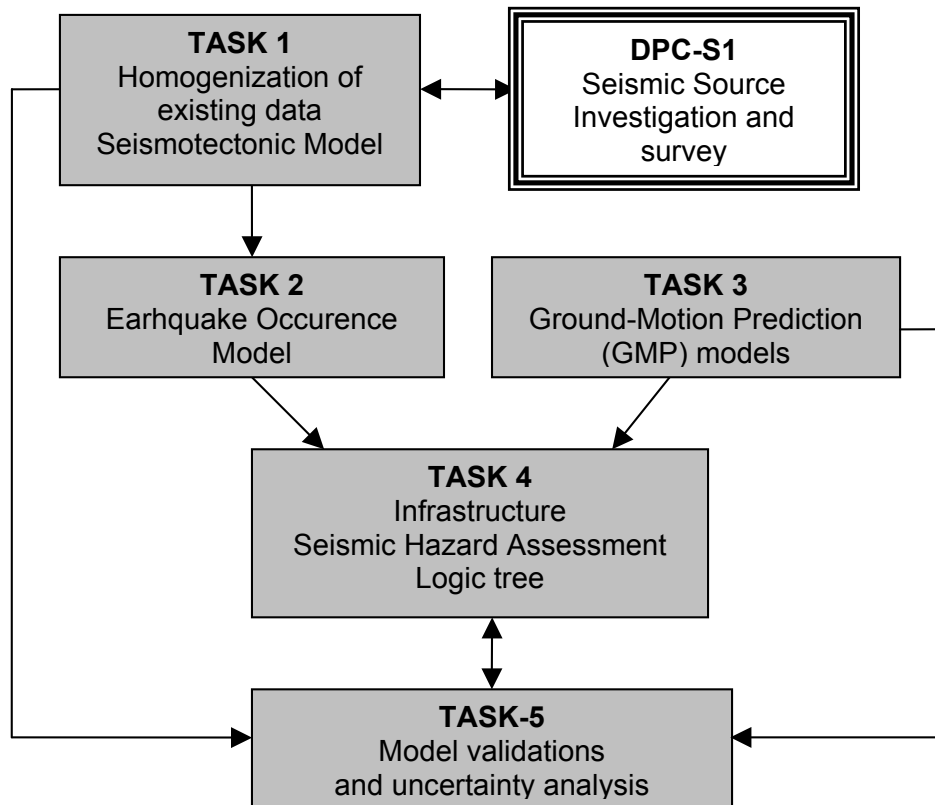 TASK 1
Homogenization of
existing data
Seismotectonic Model
DPC-S1
Seismic Source
Investigation and
survey
TASK 2
Earhquake Occurence
Model
TASK 3
Ground-Motion Prediction
(GMP) models
TASK 4
Infrastructure
Seismic Hazard Assessment
Logic tree
TASK-5
Model validations
and uncertainty analysis